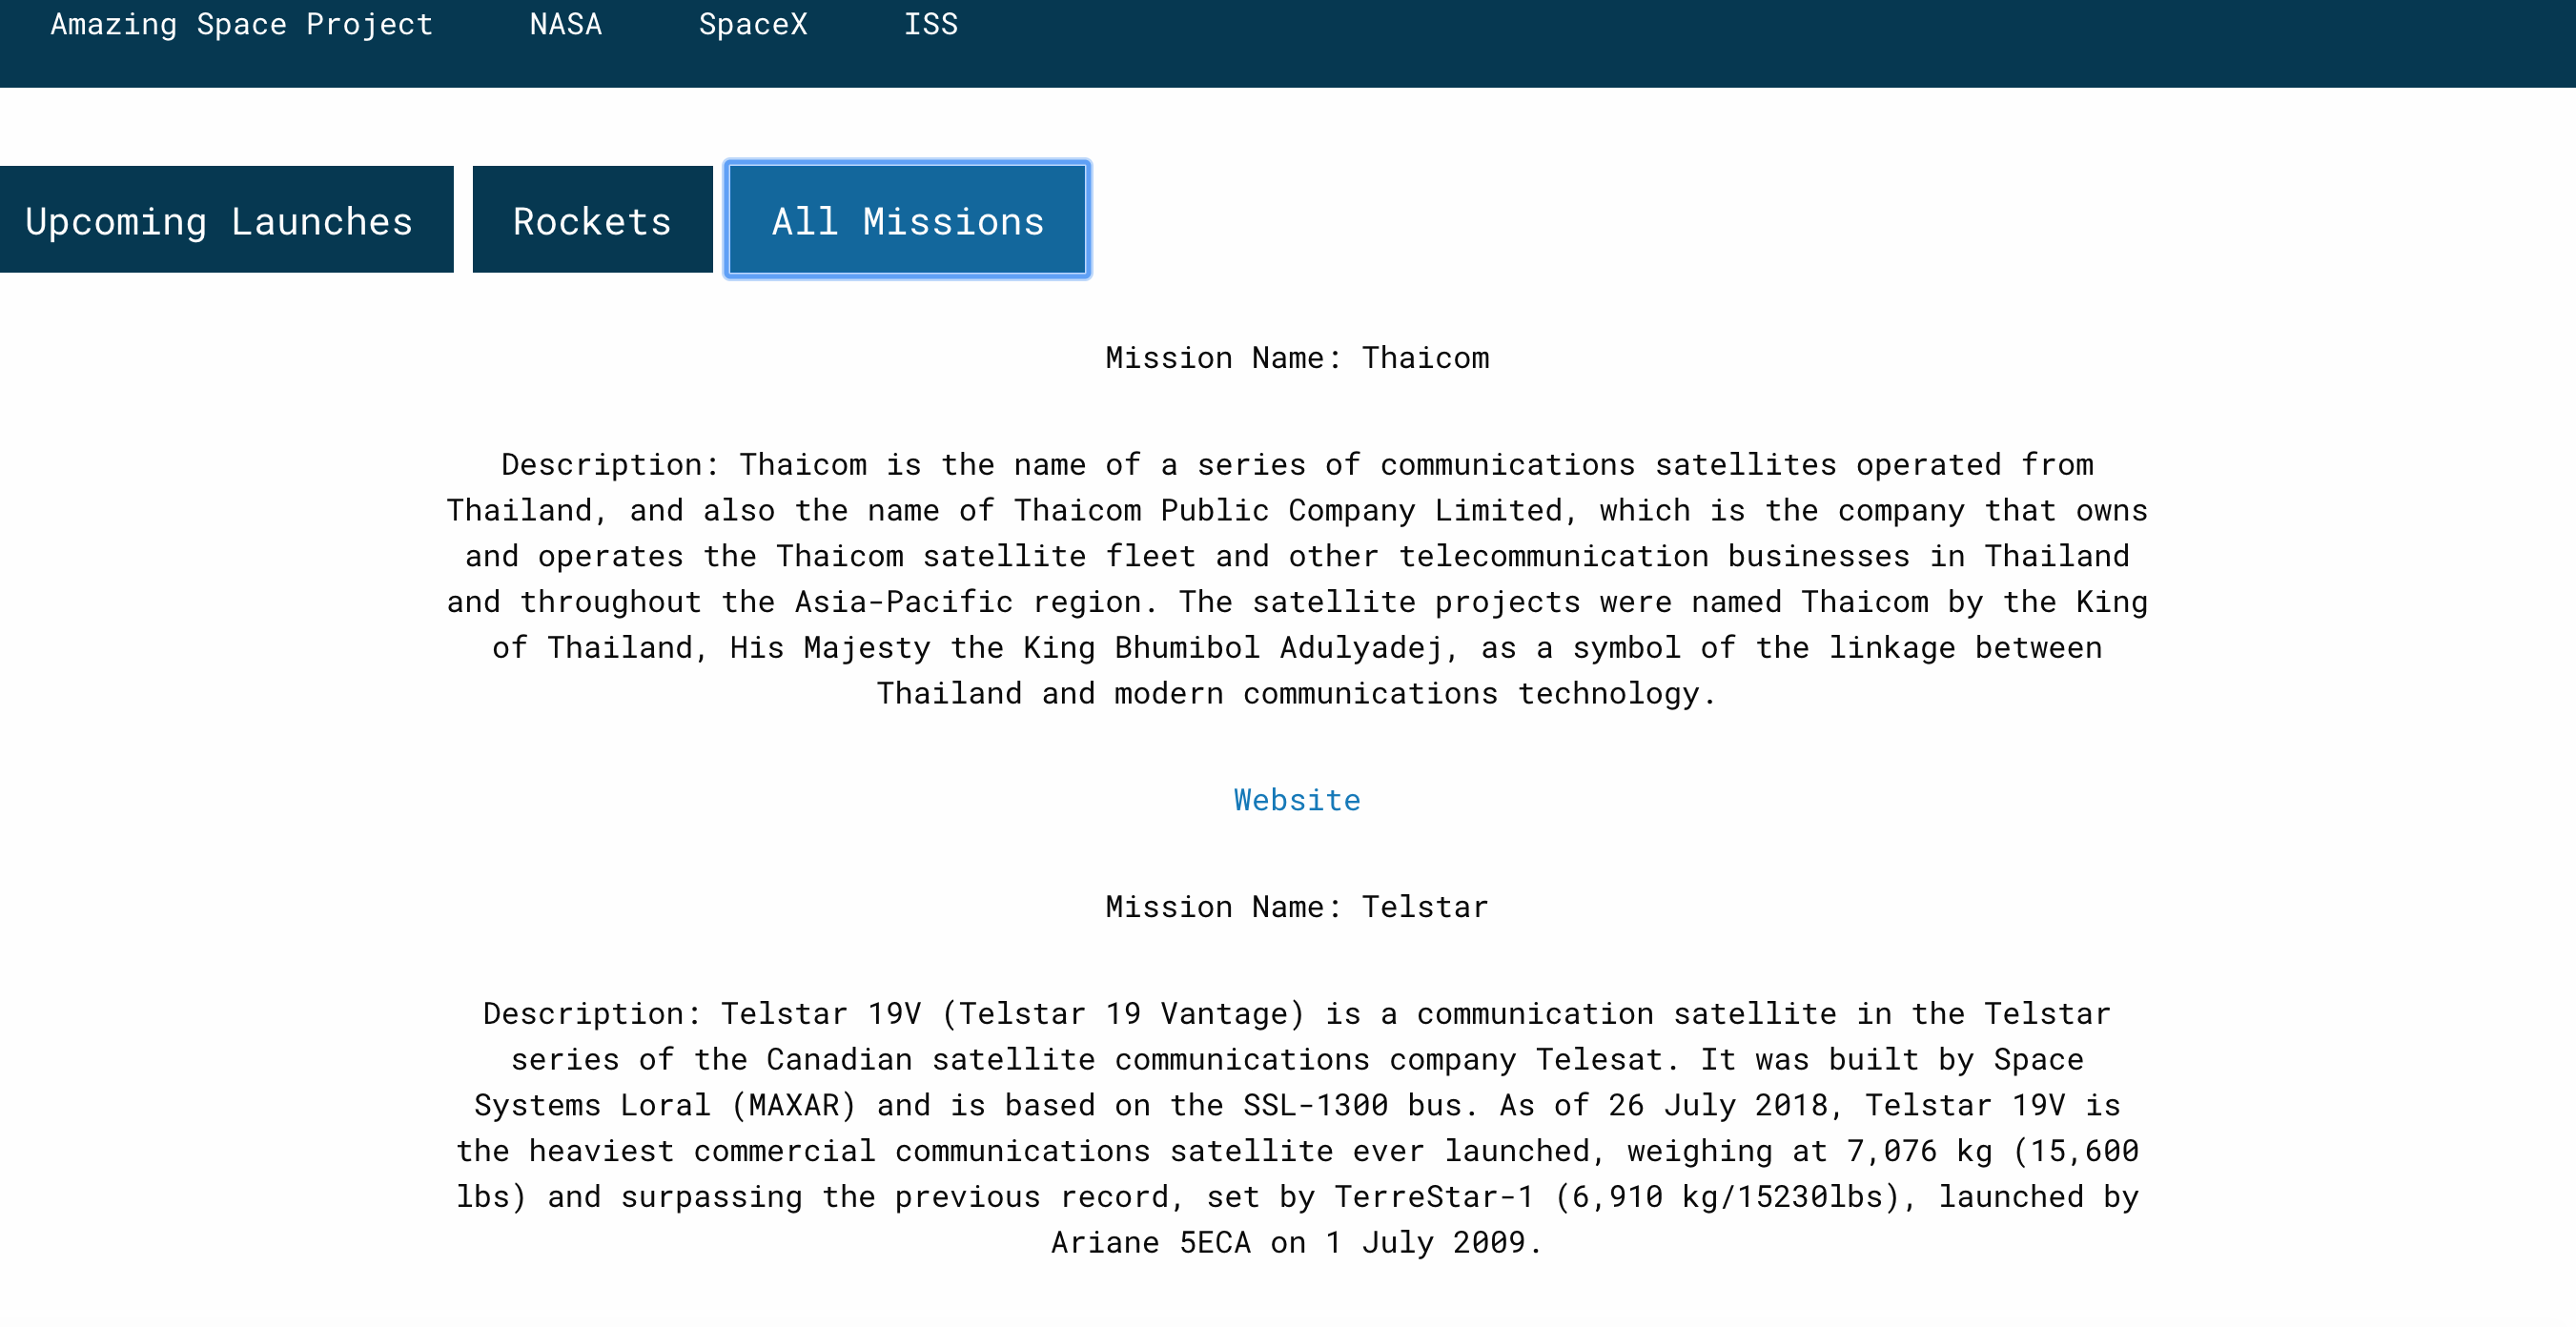 Amazing Space Project NASA SpaceX ISS
Upcoming Launches Rockets All Missions
Mission Name: Thaicom
Description: Thaicom is the name of a series of communications satellites operated from
Thailand, and also the name of Thaicom Public Company Limited, which is the company that owns
and operates the Thaicom satellite fleet and other telecommunication businesses in Thailand
and throughout the Asia-Pacific region. The satellite projects were named Thaicom by the King
of Thailand, His Majesty the King Bhumibol Adulyadej, as a symbol of the linkage between
Thailand and modern communications technology.
Website
Mission Name: Telstar
Description: Telstar 19V (Telstar 19 Vantage) is a communication satellite in the Telstar
series of the Canadian satellite communications company Telesat. It was built by Space
Systems Loral (MAXAR) and is based on the SSL-1300 bus. As of 26 July 2018, Telstar 19V is
the heaviest commercial communications satellite ever launched, weighing at 7,076 kg (15,600
lbs) and surpassing the previous record, set by TerreStar-1 (6,910 kg/15230lbs), launched by
Ariane 5ECA on 1 July 2009.